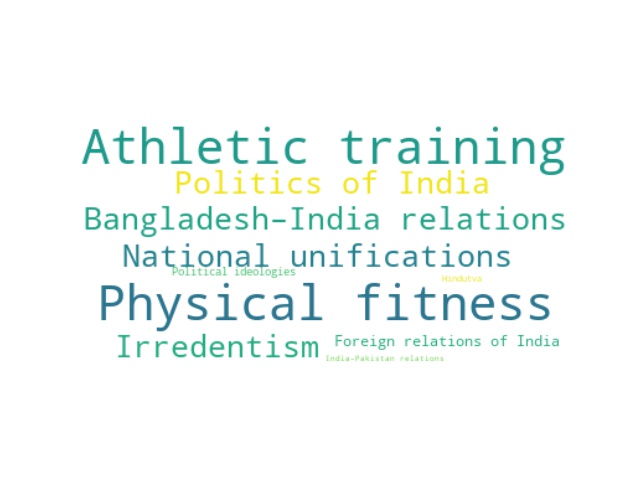 Athletic training
Politics of India
Bangladesh–India relations
National unifications
Political ideologies
Hindutva
Physical fitness
Irredentism
Foreign relations of India
India–Pakistan relations